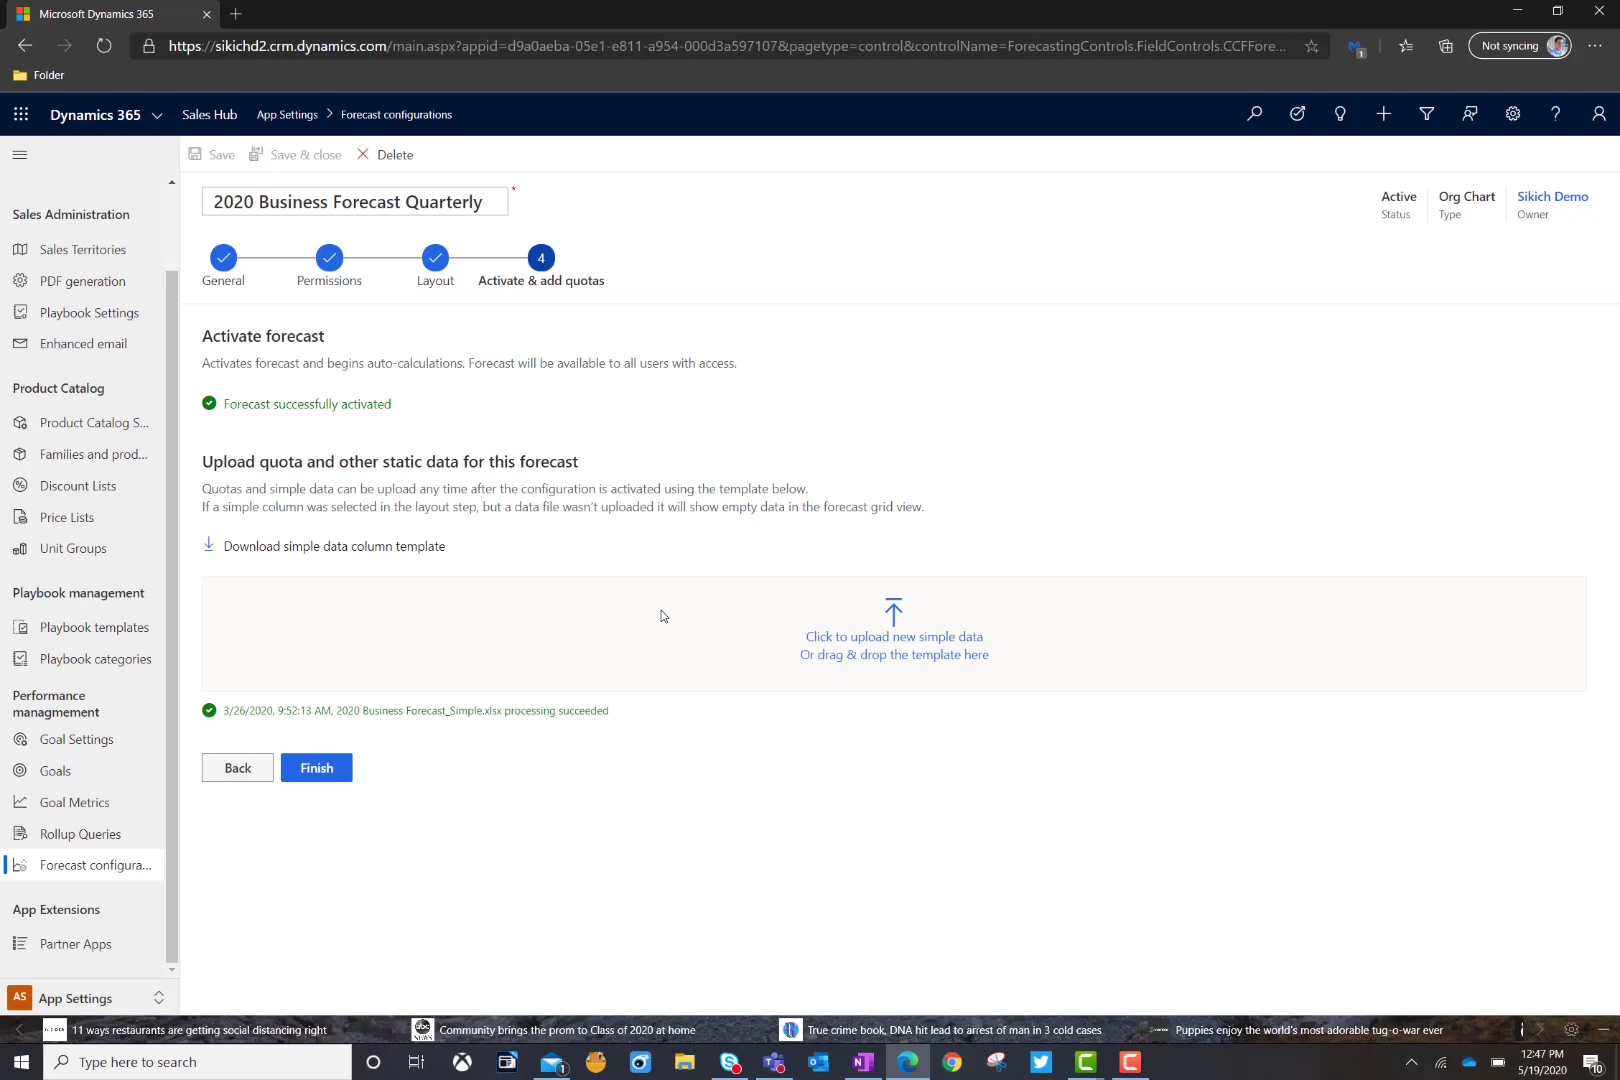 Microsoft Dynamics 365
https://sikichd2.crm.dynamics.com/main.aspx?appid=d9a0aeba-05e1-e811-a954-000d3a597107&pagetype=control&controlName=ForecastingControls.FieldControls.CCFFore...
1
Not syncing
Folder
Dynamics 365
Sales Hub
App Settings > Forecast configurations
Save
Save & close
Delete
2020 Business Forecast Quarterly
*
Active
Status
Org Chart
Type
Sikich Demo
Owner
General
Permissions
Layout
4
Activate & add quotas
Sales Administration
Sales Territories
PDF generation
Playbook Settings
Enhanced email
Product Catalog
Product Catalog S...
Families and prod...
Discount Lists
Price Lists
Unit Groups
Playbook management
Playbook templates
Playbook categories
Performance
managmement
Goal Settings
Goals
Goal Metrics
Rollup Queries
Forecast configura...
App Extensions
Partner Apps
AS
App Settings
Activate forecast
Activates forecast and begins auto-calculations. Forecast will be available to all users with access.
Forecast successfully activated
Upload quota and other static data for this forecast
Quotas and simple data can be upload any time after the configuration is activated using the template below.
If a simple column was selected in the layout step, but a data file wasn't uploaded it will show empty data in the forecast grid view.
Download simple data column template
Click to upload new simple data
Or drag & drop the template here
3/26/2020, 9:52:13 AM, 2020 Business Forecast_Simple.xlsx processing succeeded
Back
Finish
11 ways restaurants are getting social distancing right
abc
NEWS
Community brings the prom to Class of 2020 at home
True crime book, DNA hit lead to arrest of man in 3 cold cases
Puppies enjoy the world's most adorable tug-o-war ever
Type here to search
1
12:47 PM
5/19/2020
10